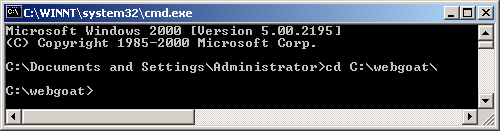 C:\WINNT\system32\cmd.exe
Microsoft Windows 2000 [Version 5.00.2195]
(C) Copyright 1985-2000 Microsoft Corp.
C:\Documents and Settings\Administrator>cd C:\webgoat\
C:\webgoat>